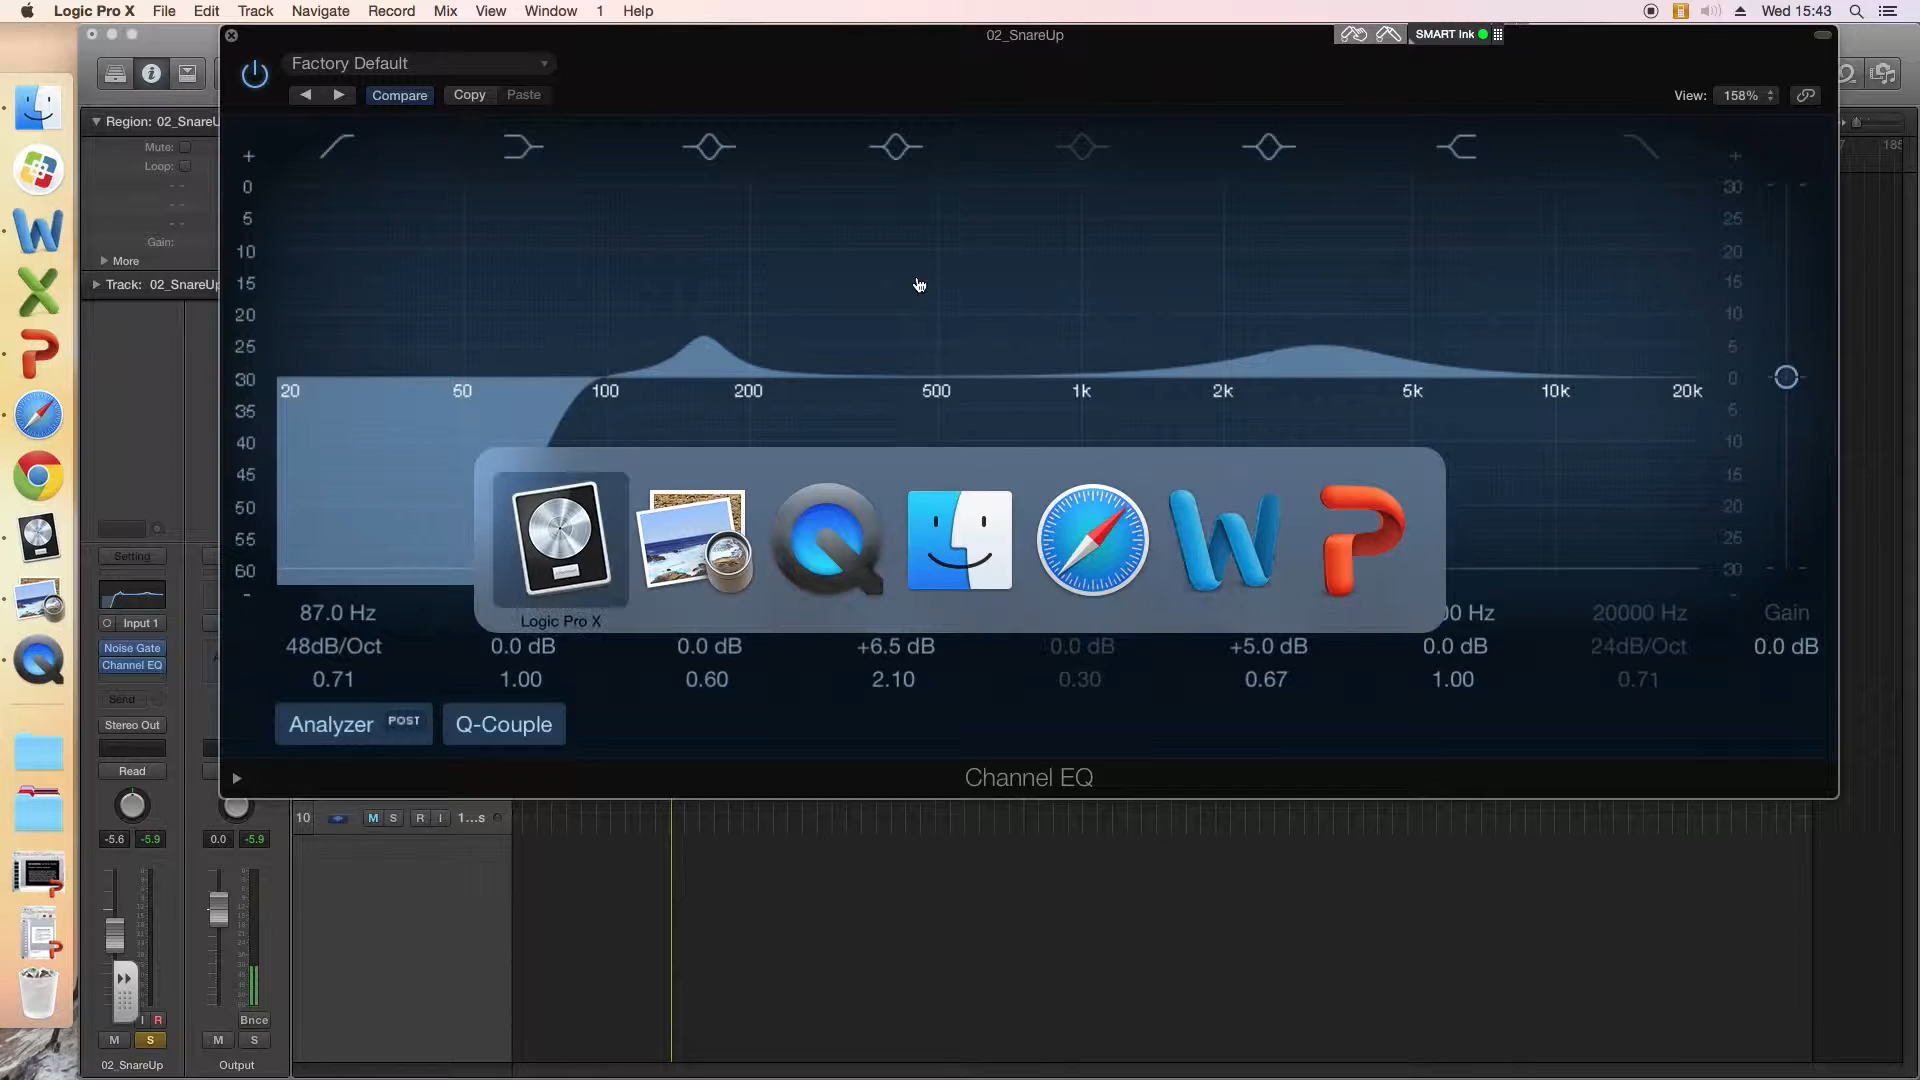 Logic Pro X File Edit Track Navigate Record Mix View Window 1 Help Wed 15:43
02_SnareUp SMART Ink
Factory Default
Compare Copy Paste View: 158%
Region: 02_SnareU
Mute:
Loop:
Gain:
More
Track: 02_SnareUp
+ +
0 30
5 25
10 20
15 15
20 10
25 5
30 20 50 100 200 500 1k 2k 5k 10k 20k 0
35 5
40 10
45 15
50 20
55
60 30
- -
Logic Pro X
87.0 Hz 00 Hz 20000 Hz Gain
48dB/Oct 0.0 dB 0.0 dB +6.5 dB 0.0 dB +5.0 dB 0.0 dB 24dB/Oct 0.0 dB
0.71 1.00 0.60 2.10 0.30 0.67 1.00 0.71
Analyzer POST Q-Couple
Channel EQ
Setting
Input 1
Noise Gate
Channel EQ
Send
Stereo Out
Read
-5.6 -5.9 0.0 -5.9
10 M S R I 1...s
I R Bnce
M S M S
02_SnareUp Output